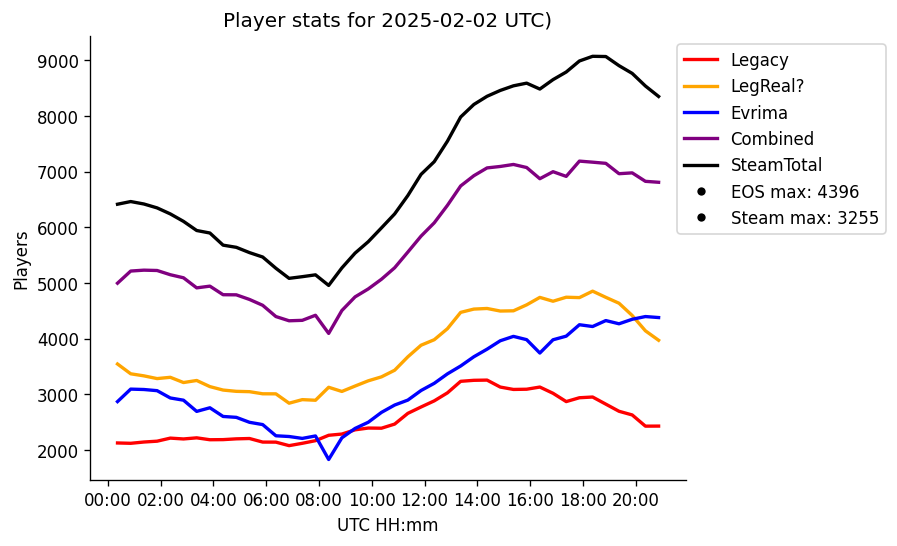 Player stats for 2025-02-02 UTC)
9000
8000
7000
6000
5000
4000
3000
2000
Players
00:00 02:00 04:00 06:00 08:00 10:00 12:00 14:00 16:00 18:00 20:00
UTC HH:mm
Legacy
LegReal?
Evrima
Combined
SteamTotal
EOS max: 4396
Steam max: 3255